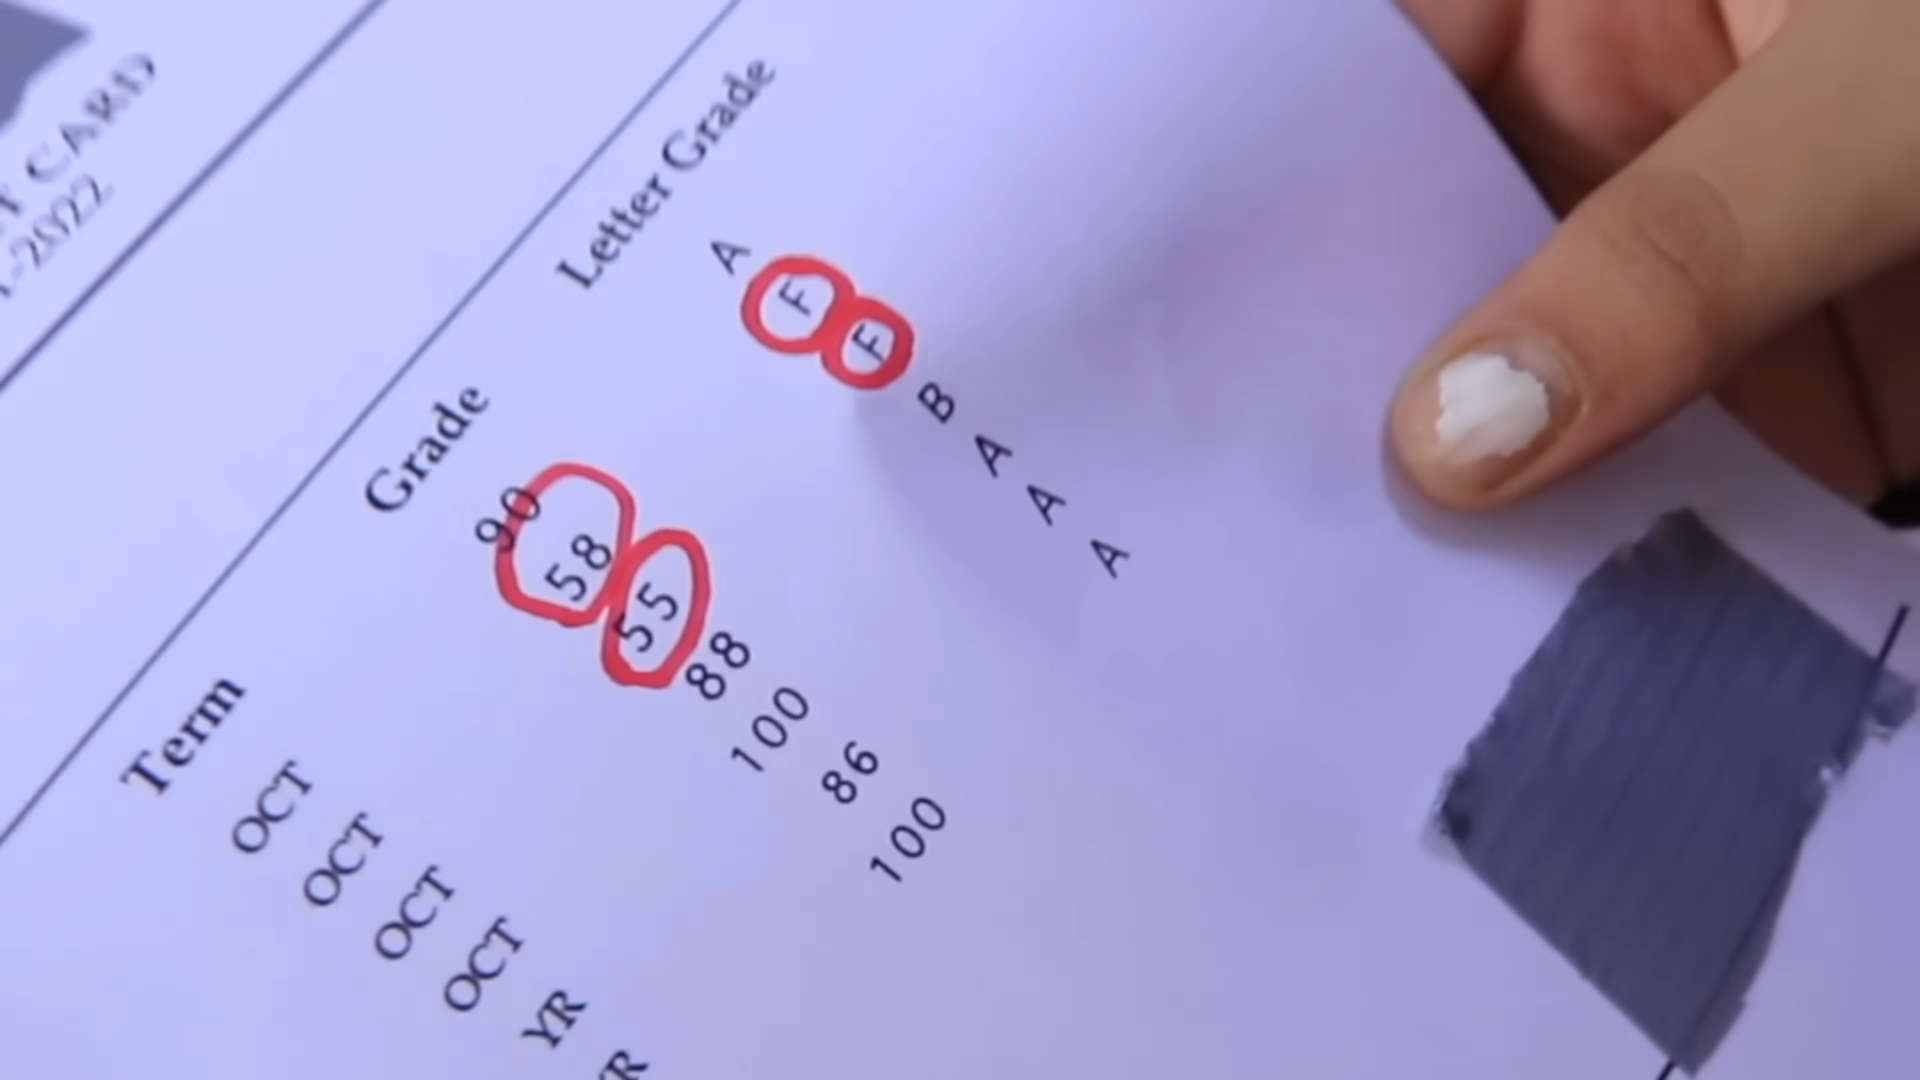 T CARD
-2022
Term Grade Letter Grade
OCT 90 A
OCT 58 F
OCT 55 F
OCT 88 B
YR 100 A
86 A
100 A